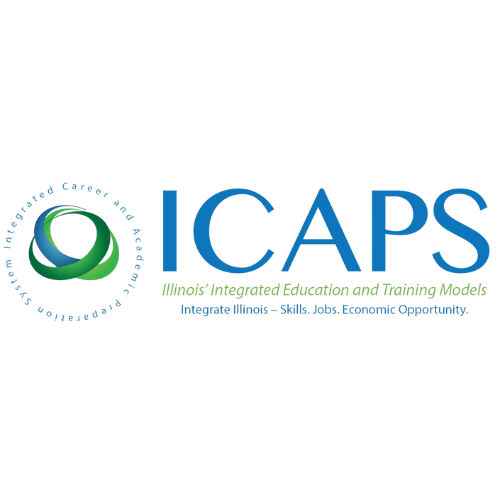 Integrated Career and Academic Preparation System
ICAPS
Illinois' Integrated Education and Training Models
Integrate Illinois – Skills. Jobs. Economic Opportunity.